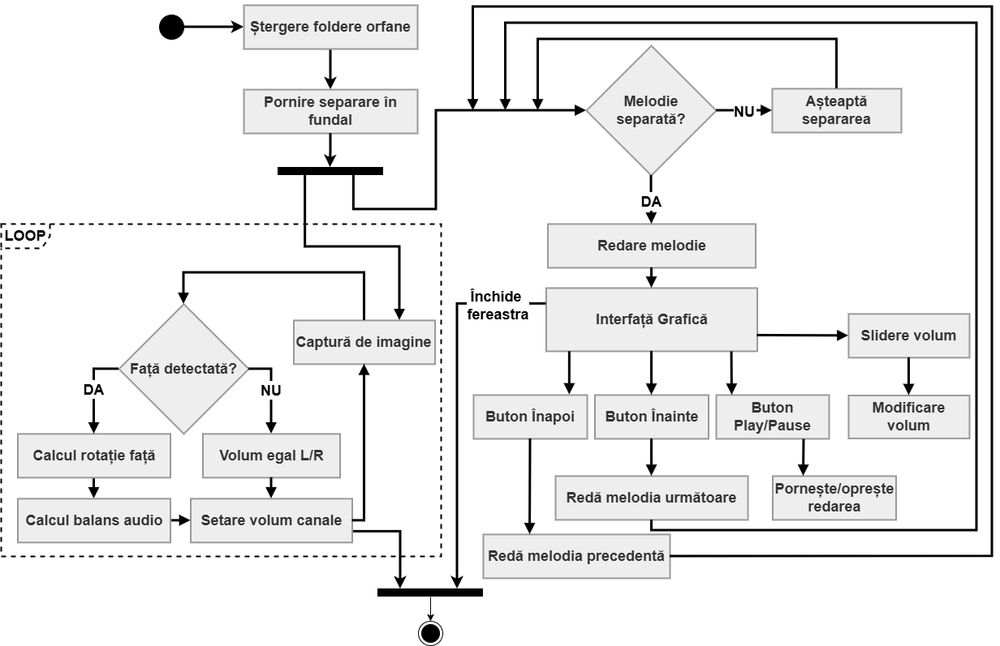 Ștergere foldere orfane
Pornire separare în
fundal
Melodie
separată?
NU
Așteaptă
separarea
DA
Redare melodie
Închide
fereastra
Interfață Grafică
Slidere volum
Modificare
volum
Buton Înapoi
Buton Înainte
Buton
Play/Pause
Redă melodia următoare
Pornește/oprește
redarea
Redă melodia precedentă
LOOP
Captură de imagine
Față detectată?
DA
NU
Calcul rotație față
Volum egal L/R
Calcul balans audio
Setare volum canale